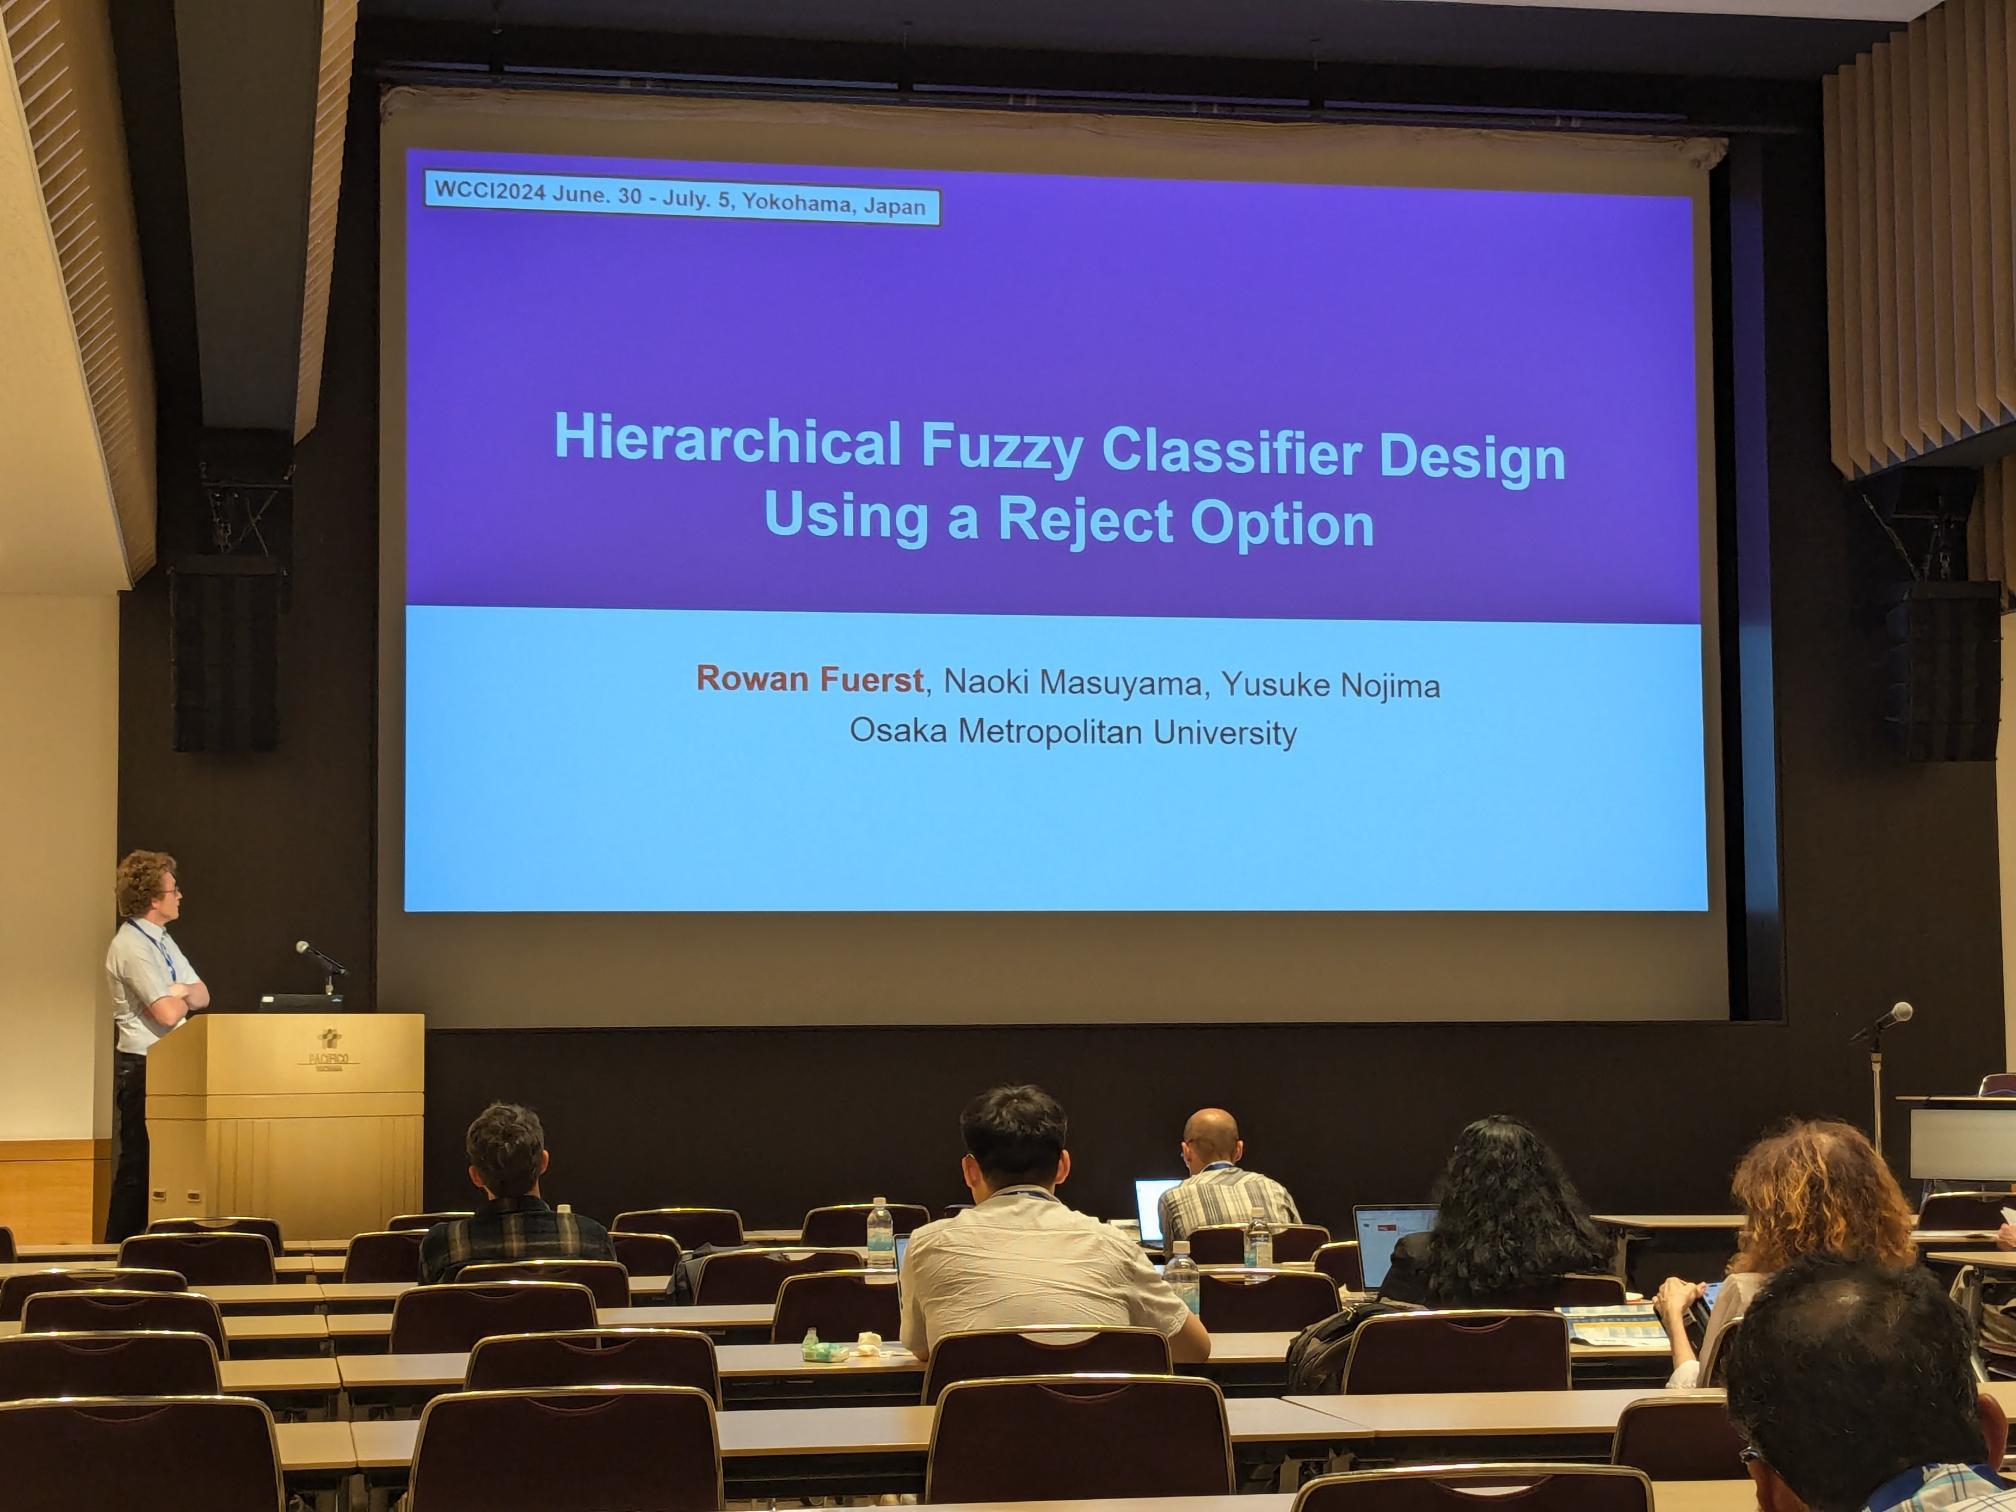 WCCI2024 June. 30 - July. 5, Yokohama, Japan
Hierarchical Fuzzy Classifier Design
Using a Reject Option
Rowan Fuerst, Naoki Masuyama, Yusuke Nojima
Osaka Metropolitan University
PACIFICO
YOKOHAMA